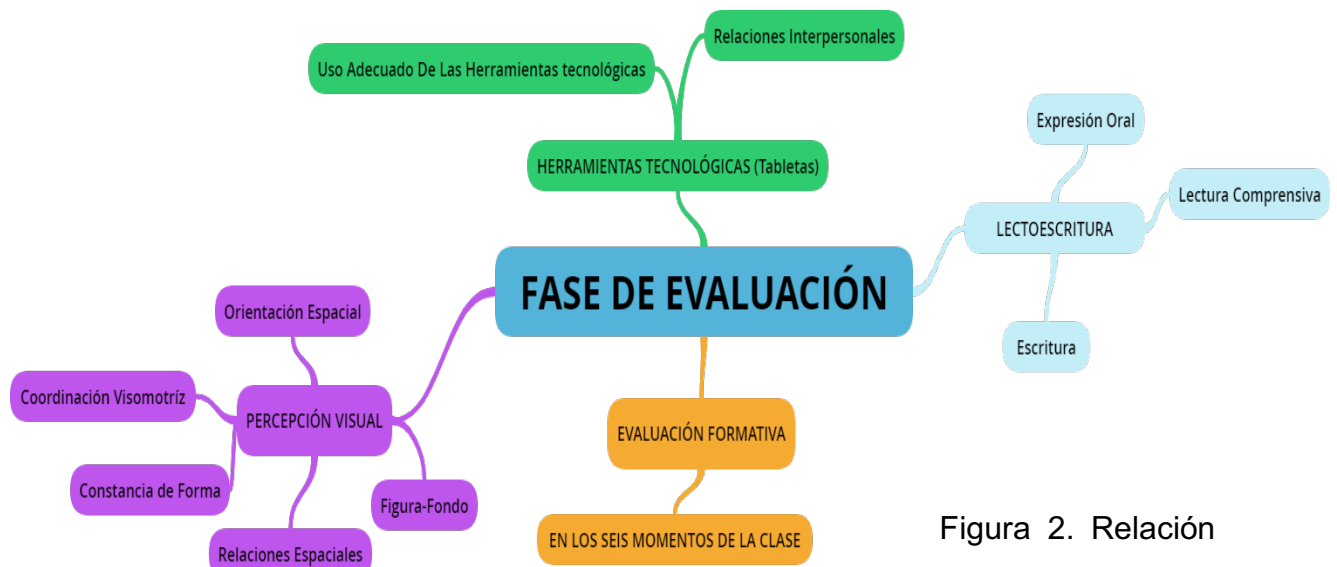 Relaciones Interpersonales
Uso Adecuado De Las Herramientas tecnológicas
HERRAMIENTAS TECNOLÓGICAS (Tabletas)
Expresión Oral
Lectura Comprensiva
LECTOESCRITURA
Escritura
FASE DE EVALUACIÓN
Orientación Espacial
Coordinación Visomotríz
PERCEPCIÓN VISUAL
Constancia de Forma
Figura-Fondo
Relaciones Espaciales
EVALUACIÓN FORMATIVA
EN LOS SEIS MOMENTOS DE LA CLASE
Figura 2. Relación